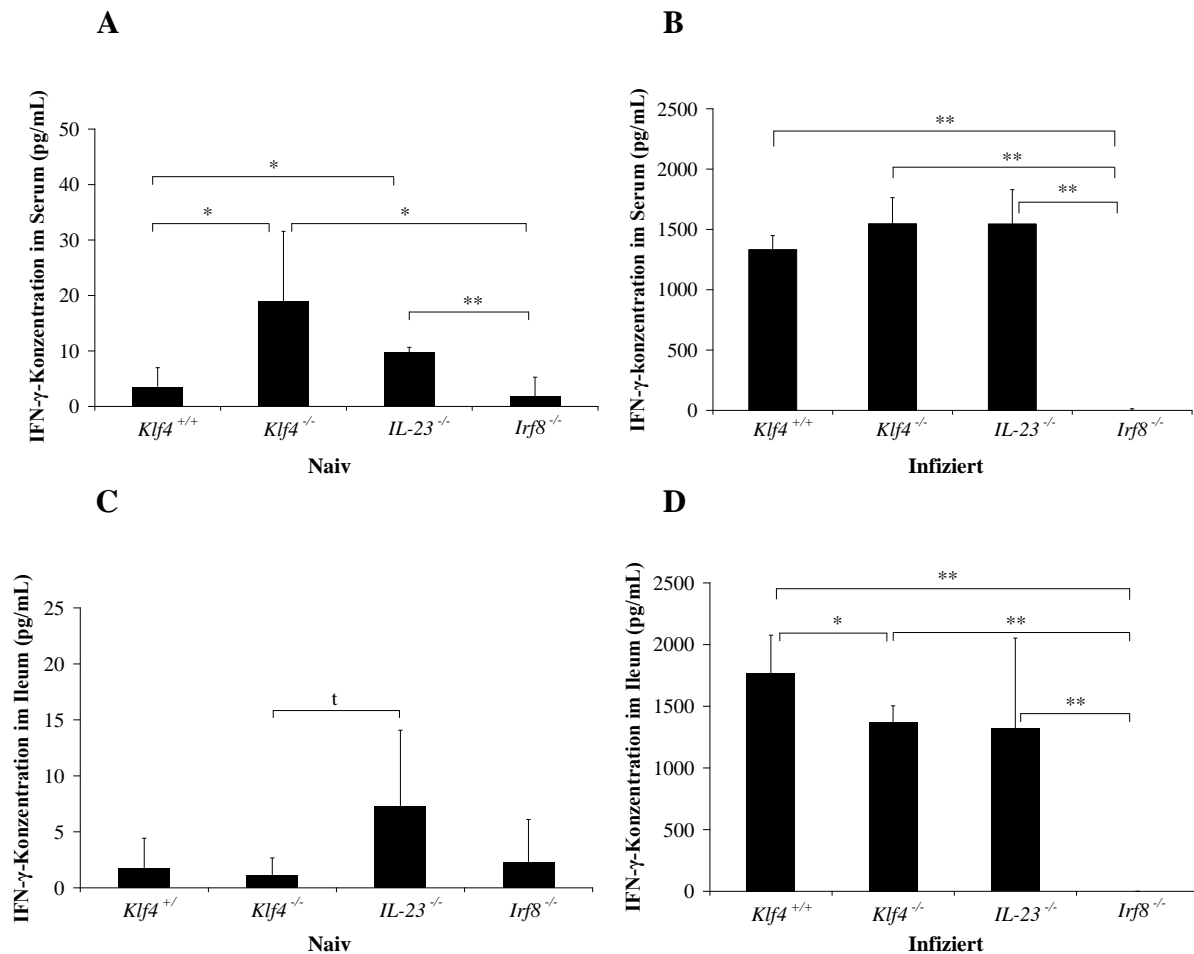 A
IFN-γ-Konzentration im Serum (pg/mL)
50
40
30
20
10
0
*
*
*
**
Klf4 +/+
Klf4 -/-
IL-23 -/-
Irf8 -/-
Naiv
B
IFN-γ-konzentration im Serum (pg/mL)
2500
2000
1500
1000
500
0
**
**
**
Klf4 +/+
Klf4 -/-
IL-23 -/-
Irf8 -/-
Infiziert
C
IFN-γ-Konzentration im Ileum (pg/mL)
25
20
15
10
5
0
t
Klf4 +/
Klf4 -/-
IL-23 -/-
Irf8 -/-
Naiv
D
IFN-γ-Konzentration im Ileum (pg/mL)
2500
2000
1500
1000
500
0
**
*
**
**
Klf4 +/+
Klf4 -/-
IL-23 -/-
Irf8 -/-
Infiziert